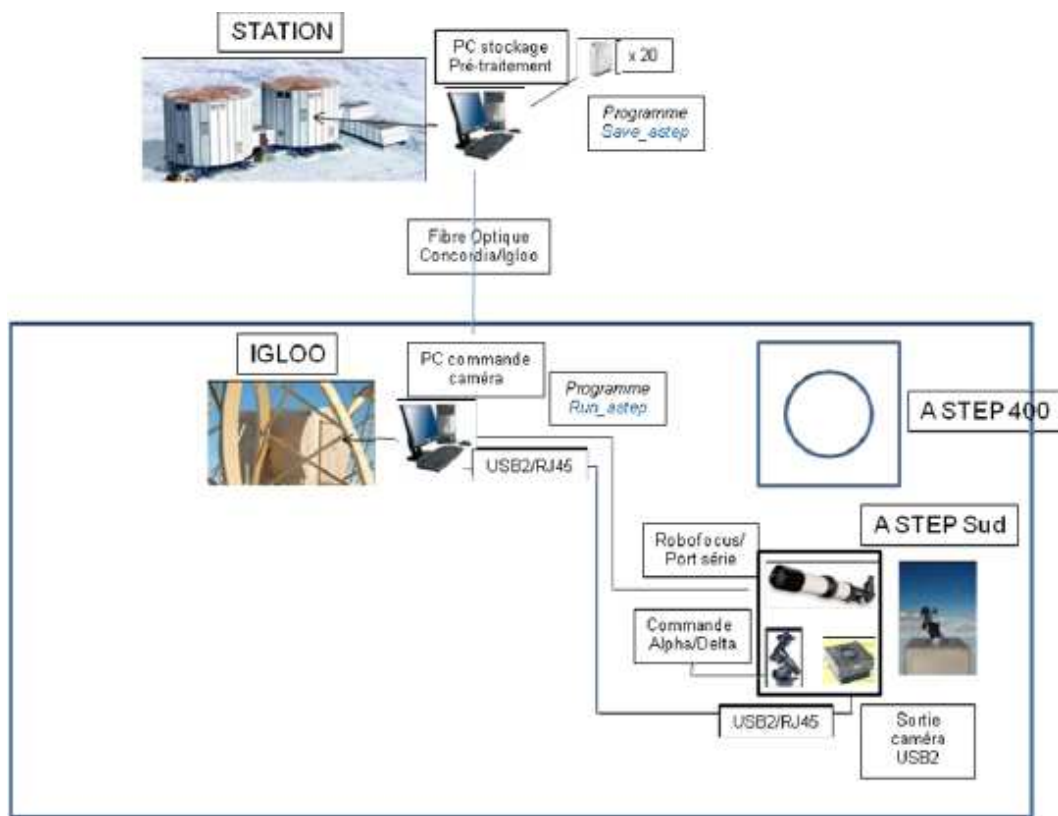 STATION
PC stockage
Pré-traitement
x 20
Programme
Save_astep
Fibre Optique
Concordia/Igloo
IGLOO
PC commande
caméra
Programme
Run_astep
USB2/RJ45
A STEP 400
A STEP Sud
Robofocus/
Port série
Commande
Alpha/Delta
USB2/RJ45
Sortie
caméra
USB2